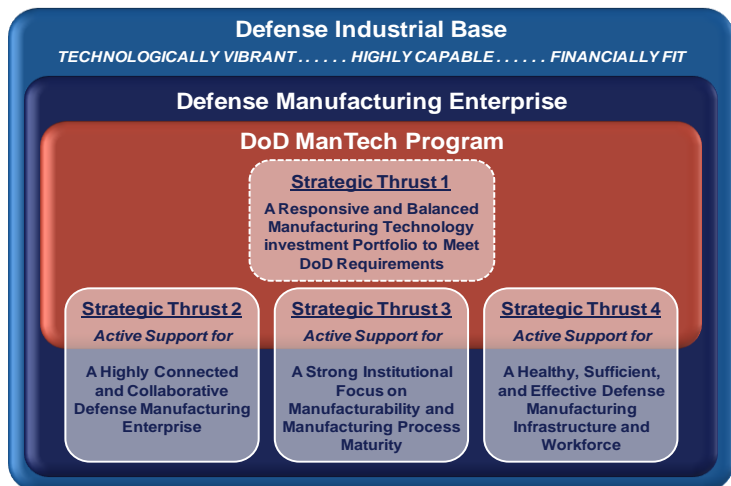 Defense Industrial Base
TECHNOLOGICALLY VIBRANT . . . . . . HIGHLY CAPABLE . . . . . . FINANCIALLY FIT
Defense Manufacturing Enterprise
DoD ManTech Program
Strategic Thrust 1
A Responsive and Balanced
Manufacturing Technology
investment Portfolio to Meet
DoD Requirements
Strategic Thrust 2
Active Support for
A Highly Connected
and Collaborative
Defense Manufacturing
Enterprise
Strategic Thrust 3
Active Support for
A Strong Institutional
Focus on
Manufacturability and
Manufacturing Process
Maturity
Strategic Thrust 4
Active Support for
A Healthy, Sufficient,
and Effective Defense
Manufacturing
Infrastructure and
Workforce